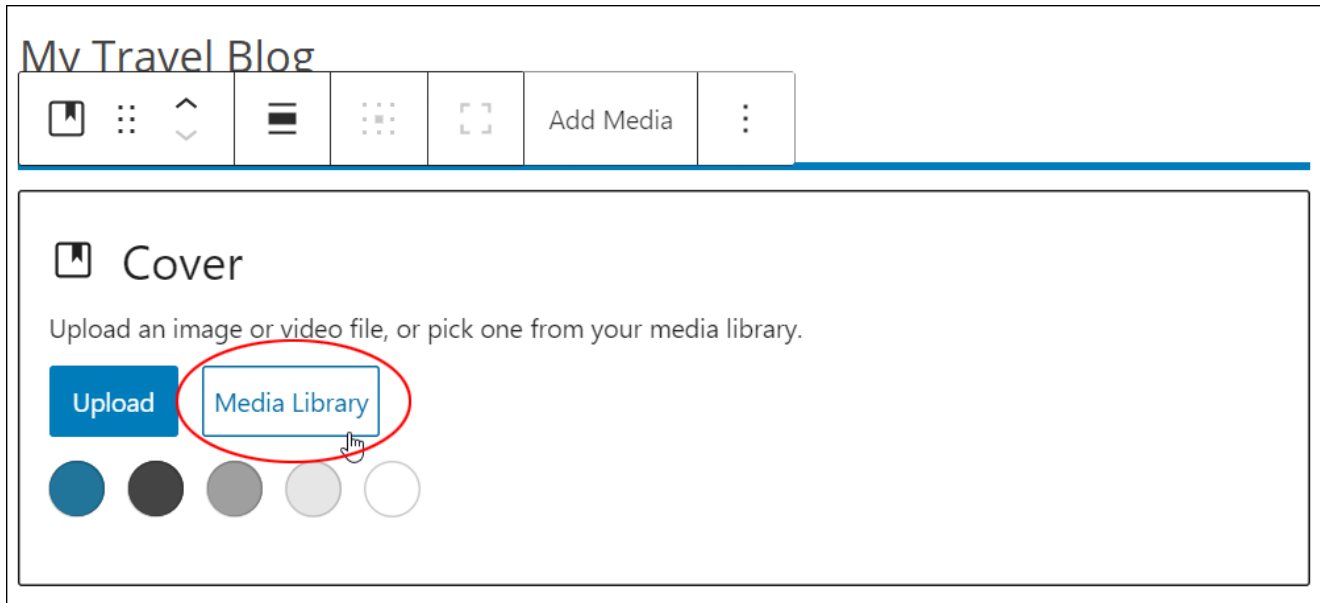 My Travel Blog
Add Media
Cover
Upload an image or video file, or pick one from your media library.
Upload
Media Library